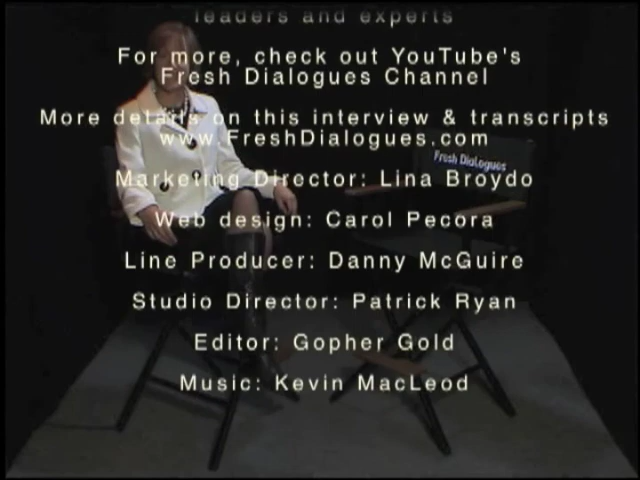 leaders and experts
For more, check out YouTube's
Fresh Dialogues Channel
More details on this interview & transcripts
www.FreshDialogues.com
Fresh Dialogues
Marketing Director: Lina Broydo
Web design: Carol Pecora
Line Producer: Danny McGuire
Studio Director: Patrick Ryan
Editor: Gopher Gold
Music: Kevin MacLeod